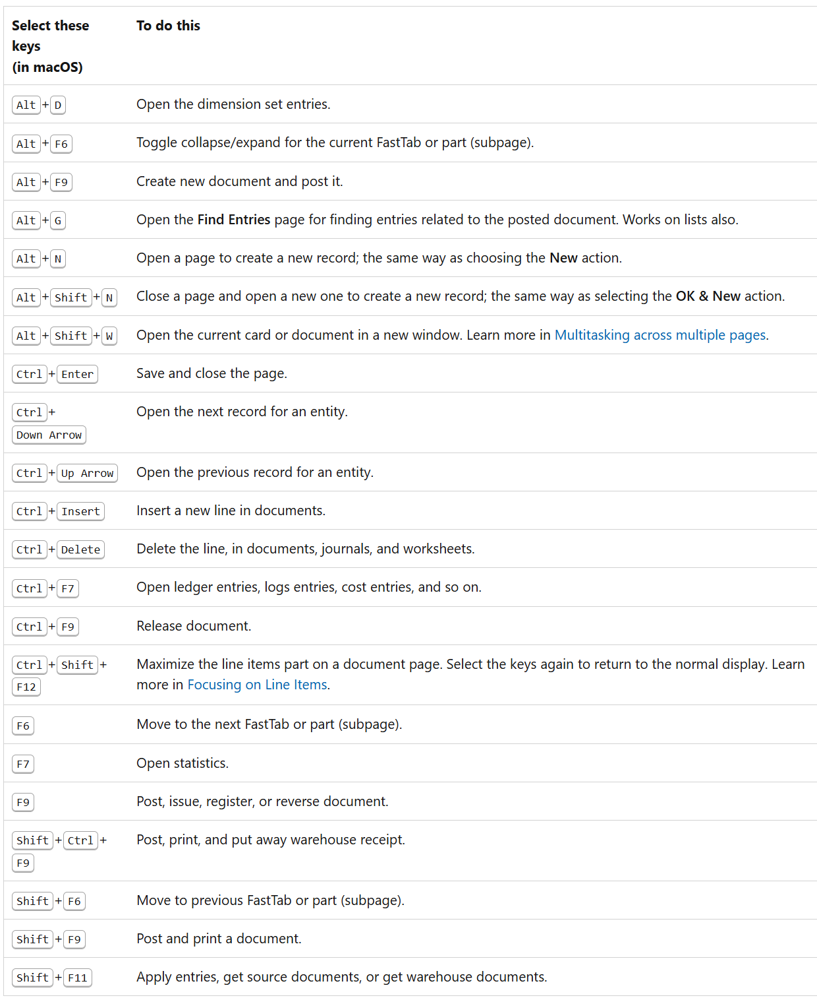 Select these To do this
keys
(in macOS)
Alt + D Open the dimension set entries.
Alt + F6 Toggle collapse/expand for the current FastTab or part (subpage).
Alt + F9 Create new document and post it.
Alt + G Open the Find Entries page for finding entries related to the posted document. Works on lists also.
Alt + N Open a page to create a new record; the same way as choosing the New action.
Alt + Shift + N Close a page and open a new one to create a new record; the same way as selecting the OK & New action.
Alt + Shift + W Open the current card or document in a new window. Learn more in Multitasking across multiple pages.
Ctrl + Enter Save and close the page.
Ctrl + Open the next record for an entity.
Down Arrow
Ctrl + Up Arrow Open the previous record for an entity.
Ctrl + Insert Insert a new line in documents.
Ctrl + Delete Delete the line, in documents, journals, and worksheets.
Ctrl + F7 Open ledger entries, logs entries, cost entries, and so on.
Ctrl + F9 Release document.
Ctrl + Shift + Maximize the line items part on a document page. Select the keys again to return to the normal display. Learn
F12 more in Focusing on Line Items.
F6 Move to the next FastTab or part (subpage).
F7 Open statistics.
F9 Post, issue, register, or reverse document.
Shift + Ctrl + Post, print, and put away warehouse receipt.
F9
Shift + F6 Move to previous FastTab or part (subpage).
Shift + F9 Post and print a document.
Shift + F11 Apply entries, get source documents, or get warehouse documents.